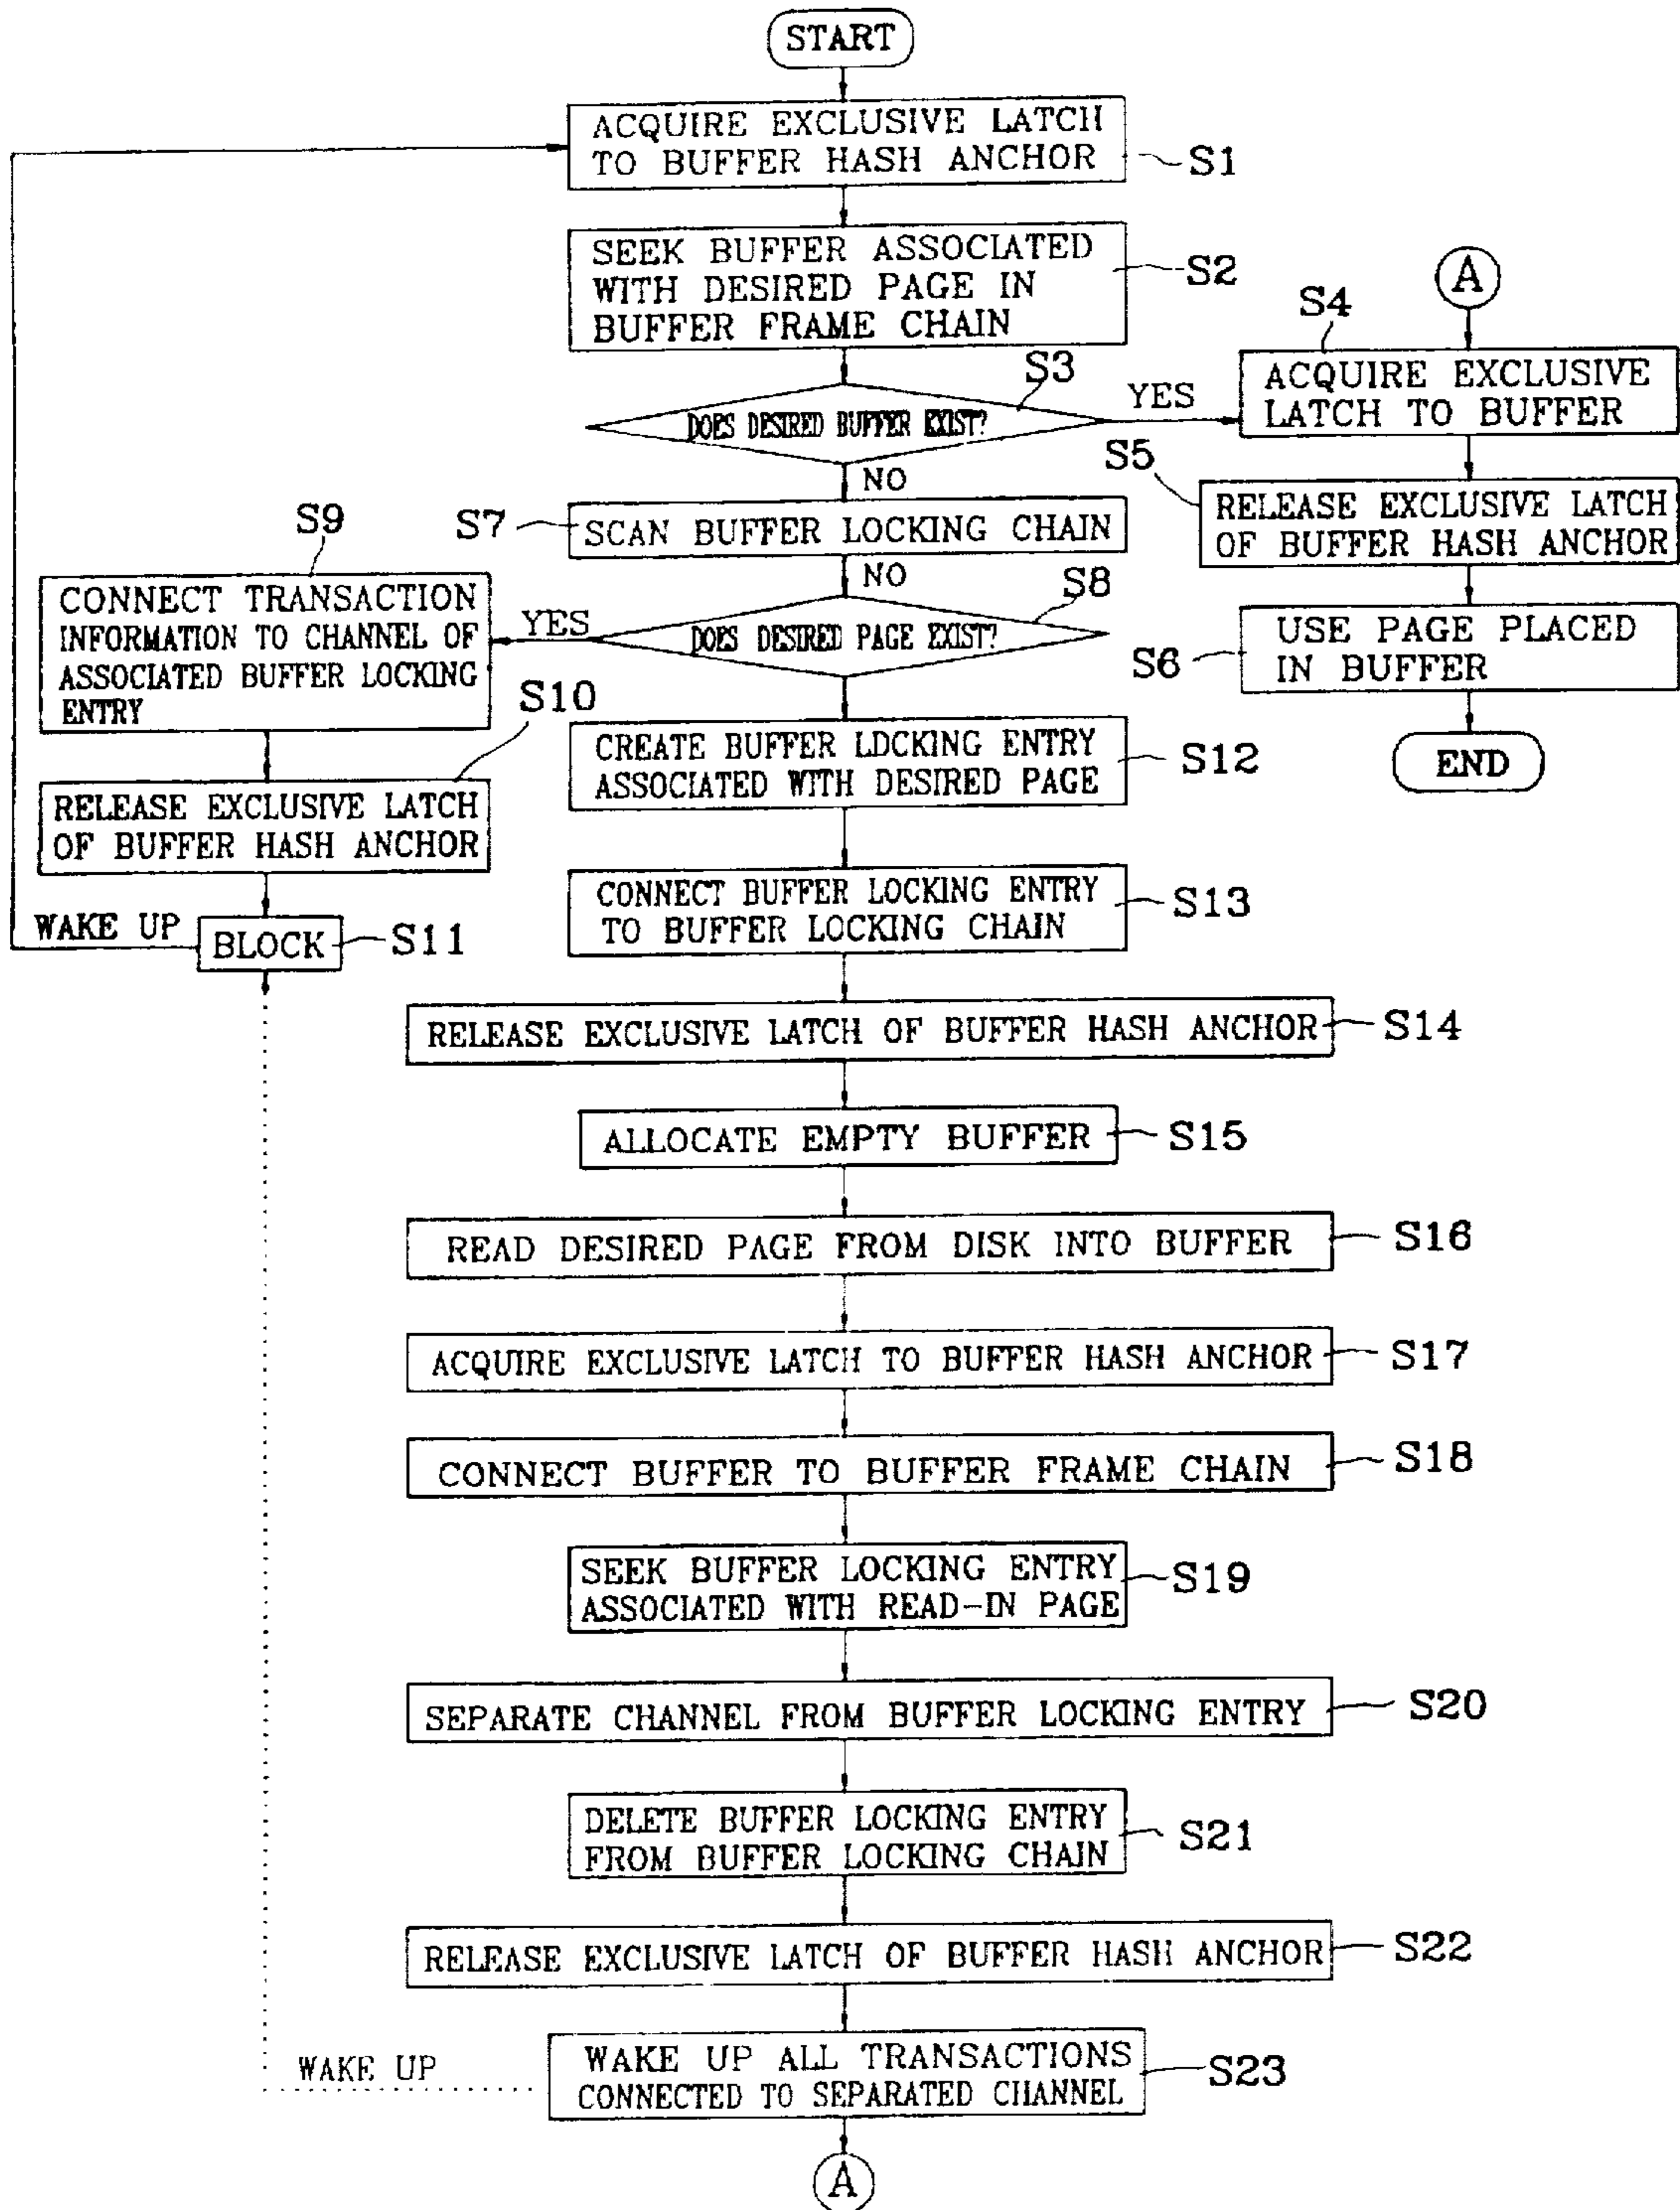 START
ACQUIRE EXCLUSIVE LATCH
TO BUFFER HASH ANCHOR
S1
SEEK BUFFER ASSOCIATED
WITH DESIRED PAGE IN
BUFFER FRAME CHAIN
S2
S3
DOES DESIRED BUFFER EXIST?
YES
NO
A
S4
ACQUIRE EXCLUSIVE
LATCH TO BUFFER
S5
RELEASE EXCLUSIVE LATCH
OF BUFFER HASH ANCHOR
S6
USE PAGE PLACED
IN BUFFER
END
S7
SCAN BUFFER LOCKING CHAIN
NO
S8
DOES DESIRED PAGE EXIST?
YES
S9
CONNECT TRANSACTION
INFORMATION TO CHANNEL OF
ASSOCIATED BUFFER LOCKING
ENTRY
S10
RELEASE EXCLUSIVE LATCH
OF BUFFER HASH ANCHOR
WAKE UP
BLOCK
S11
CREATE BUFFER LDCKING ENTRY
ASSOCIATED WITH DESIRED PAGE
S12
CONNECT BUFFER LOCKING ENTRY
TO BUFFER LOCKING CHAIN
S13
RELEASE EXCLUSIVE LATCH OF BUFFER HASH ANCHOR
S14
ALLOCATE EMPTY BUFFER
S15
READ DESIRED PAGE FROM DISK INTO BUFFER
S16
ACQUIRE EXCLUSIVE LATCH TO BUFFER HASH ANCHOR
S17
CONNECT BUFFER TO BUFFER FRAME CHAIN
S18
SEEK BUFFER LOCKING ENTRY
ASSOCIATED WITH READ-IN PAGE
S19
SEPARATE CHANNEL FROM BUFFER LOCKING ENTRY
S20
DELETE BUFFER LOCKING ENTRY
FROM BUFFER LOCKING CHAIN
S21
RELEASE EXCLUSIVE LATCH OF BUFFER HASH ANCHOR
S22
WAKE UP
WAKE UP ALL TRANSACTIONS
CONNECTED TO SEPARATED CHANNEL
S23
A